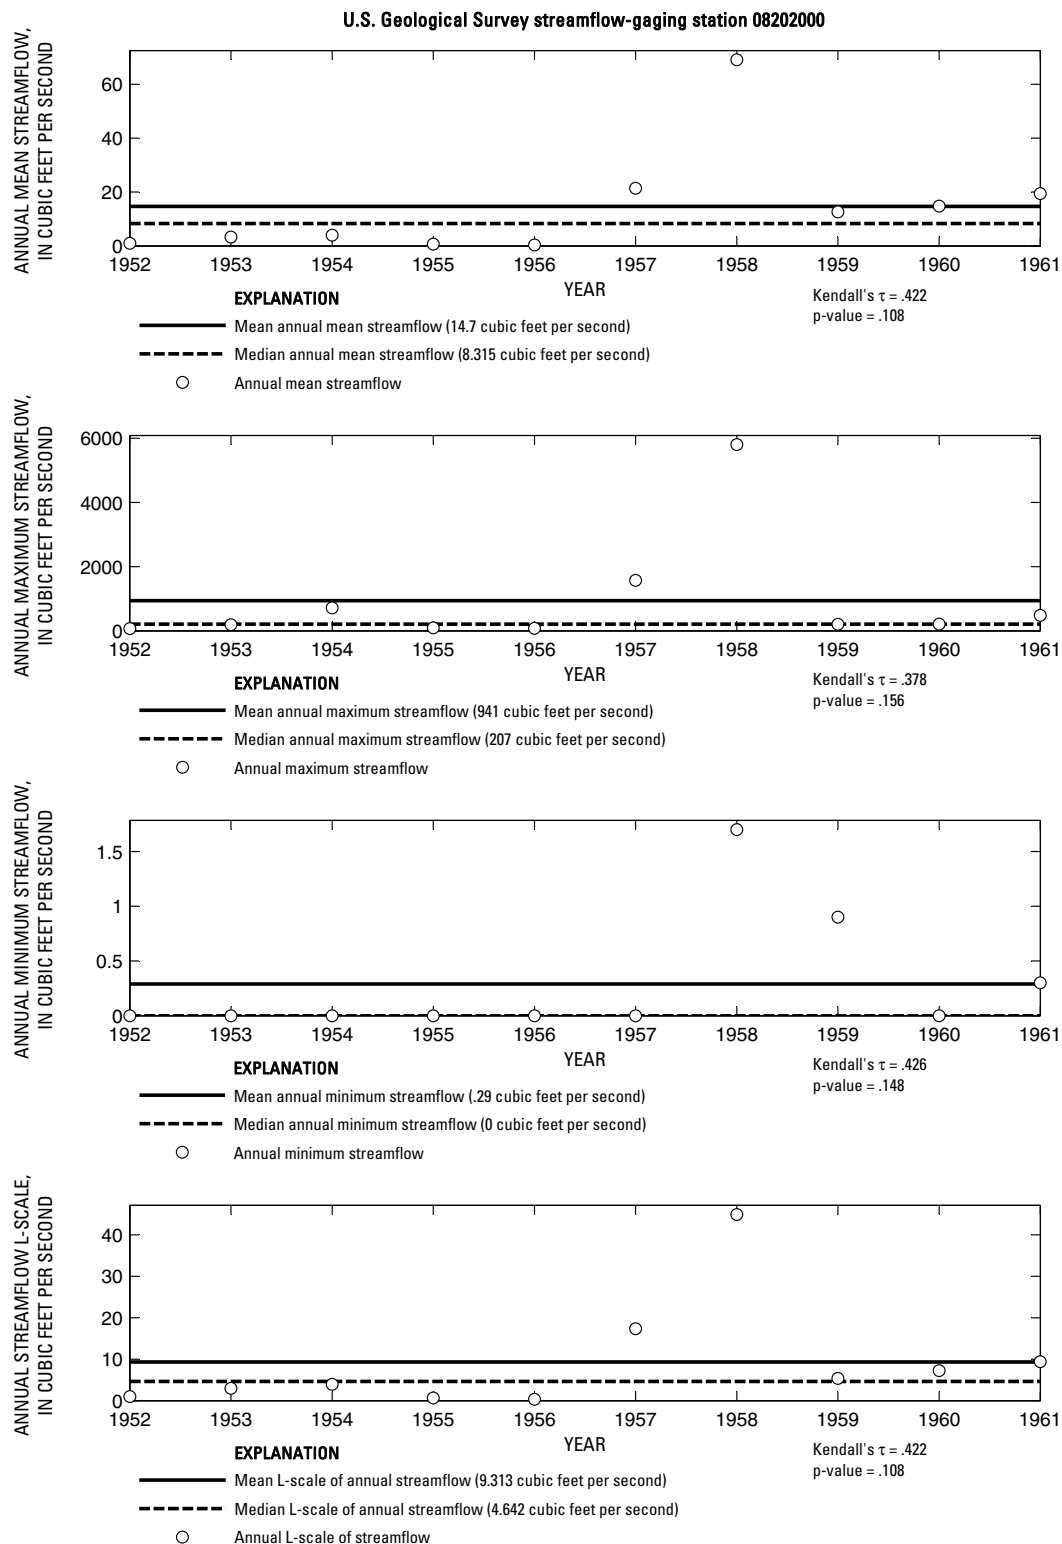 U.S. Geological Survey streamflow-gaging station 08202000
ANNUAL MEAN STREAMFLOW,
IN CUBIC FEET PER SECOND
60
40
20
0
1952 1953 1954 1955 1956 1957 1958 1959 1960 1961
YEAR
Kendall's τ = .422
p-value = .108
EXPLANATION
Mean annual mean streamflow (14.7 cubic feet per second)
Median annual mean streamflow (8.315 cubic feet per second)
Annual mean streamflow
ANNUAL MAXIMUM STREAMFLOW,
IN CUBIC FEET PER SECOND
6000
4000
2000
0
1952 1953 1954 1955 1956 1957 1958 1959 1960 1961
YEAR
Kendall's τ = .378
p-value = .156
EXPLANATION
Mean annual maximum streamflow (941 cubic feet per second)
Median annual maximum streamflow (207 cubic feet per second)
Annual maximum streamflow
ANNUAL MINIMUM STREAMFLOW,
IN CUBIC FEET PER SECOND
1.5
1
0.5
0
1952 1953 1954 1955 1956 1957 1958 1959 1960 1961
YEAR
Kendall's τ = .426
p-value = .148
EXPLANATION
Mean annual minimum streamflow (.29 cubic feet per second)
Median annual minimum streamflow (0 cubic feet per second)
Annual minimum streamflow
ANNUAL STREAMFLOW L-SCALE,
IN CUBIC FEET PER SECOND
40
30
20
10
0
1952 1953 1954 1955 1956 1957 1958 1959 1960 1961
YEAR
Kendall's τ = .422
p-value = .108
EXPLANATION
Mean L-scale of annual streamflow (9.313 cubic feet per second)
Median L-scale of annual streamflow (4.642 cubic feet per second)
Annual L-scale of streamflow